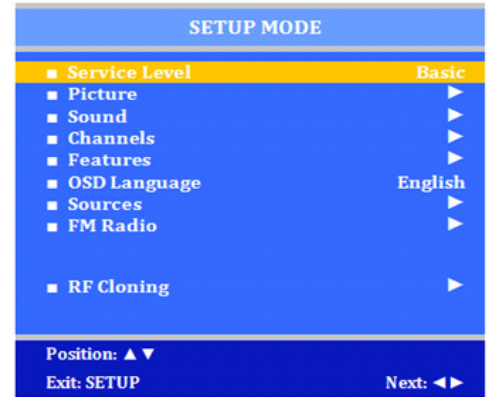 SETUP MODE
■ Service Level Basic
■ Picture ►
■ Sound ►
■ Channels ►
■ Features ►
■ OSD Language English
■ Sources ►
■ FM Radio ►
■ RF Cloning ►
Position: ▲▼
Exit: SETUP Next: ◄►